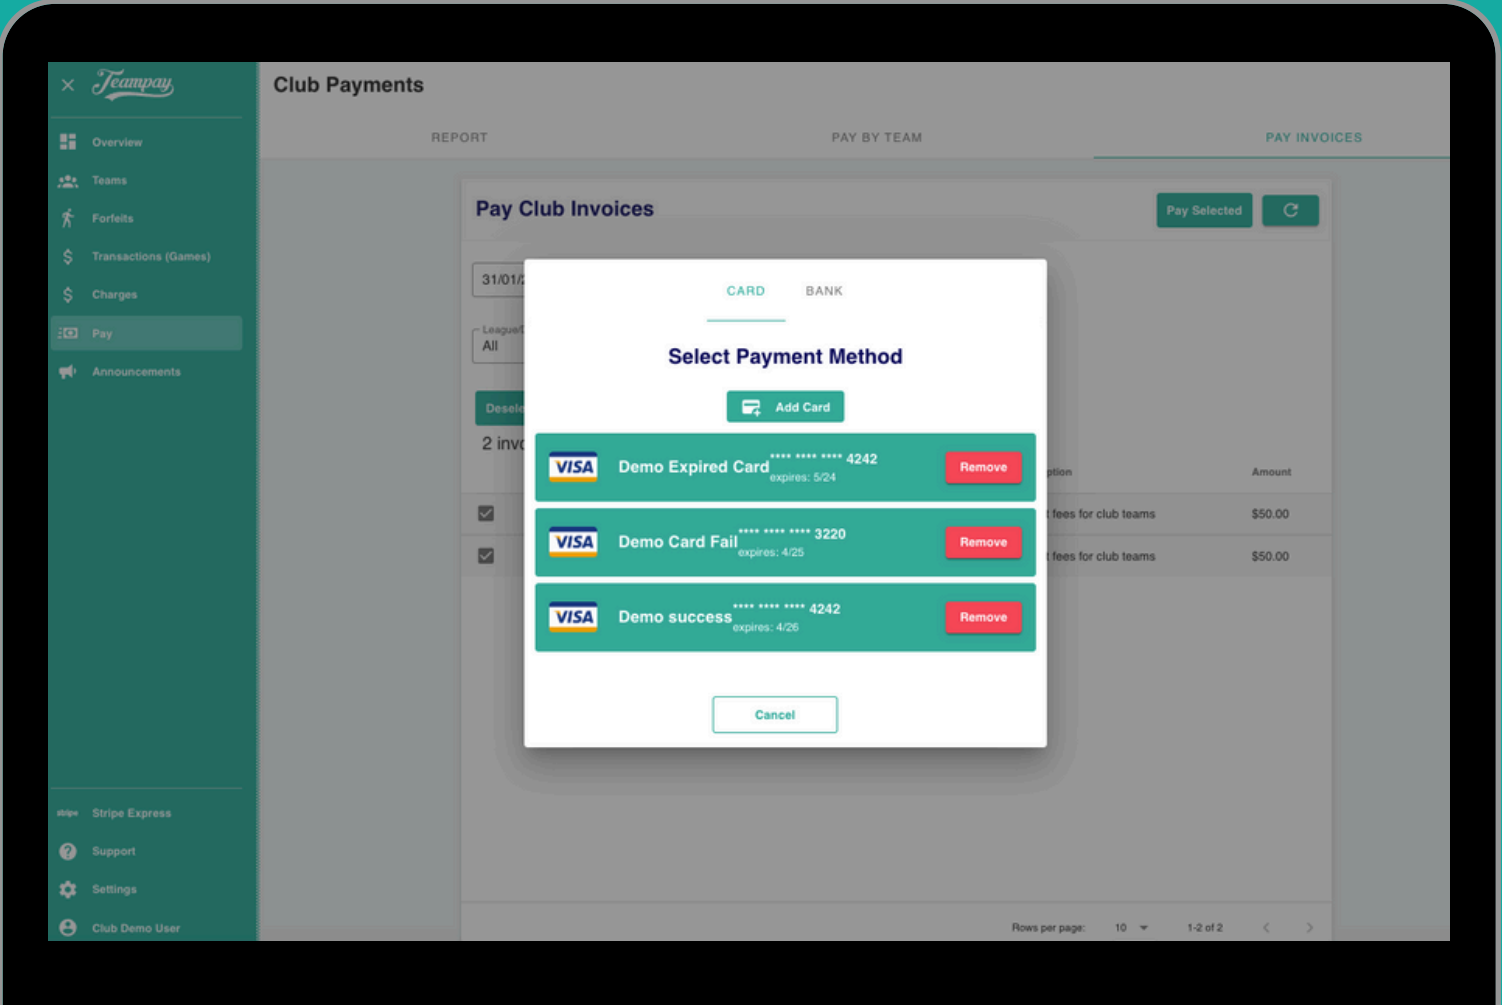 Teampay
Overview
Teams
Forfeits
Transactions (Games)
Charges
Pay
Announcements
stripe Stripe Express
Support
Settings
Club Demo User
Club Payments
REPORT PAY BY TEAM PAY INVOICES
Pay Club Invoices
Pay Selected
31/01/2
All
2
Amount
fees for club teams $50.00
fees for club teams $50.00
Rows per page: 10 1-2 of 2
CARD BANK
Select Payment Method
Add Card
VISA Demo Expired Card **** **** **** 4242 Remove
expires: 5/24
VISA Demo Card Fail **** **** **** 3220 Remove
expires: 4/25
VISA Demo success **** **** **** 4242 Remove
expires: 4/26
Cancel